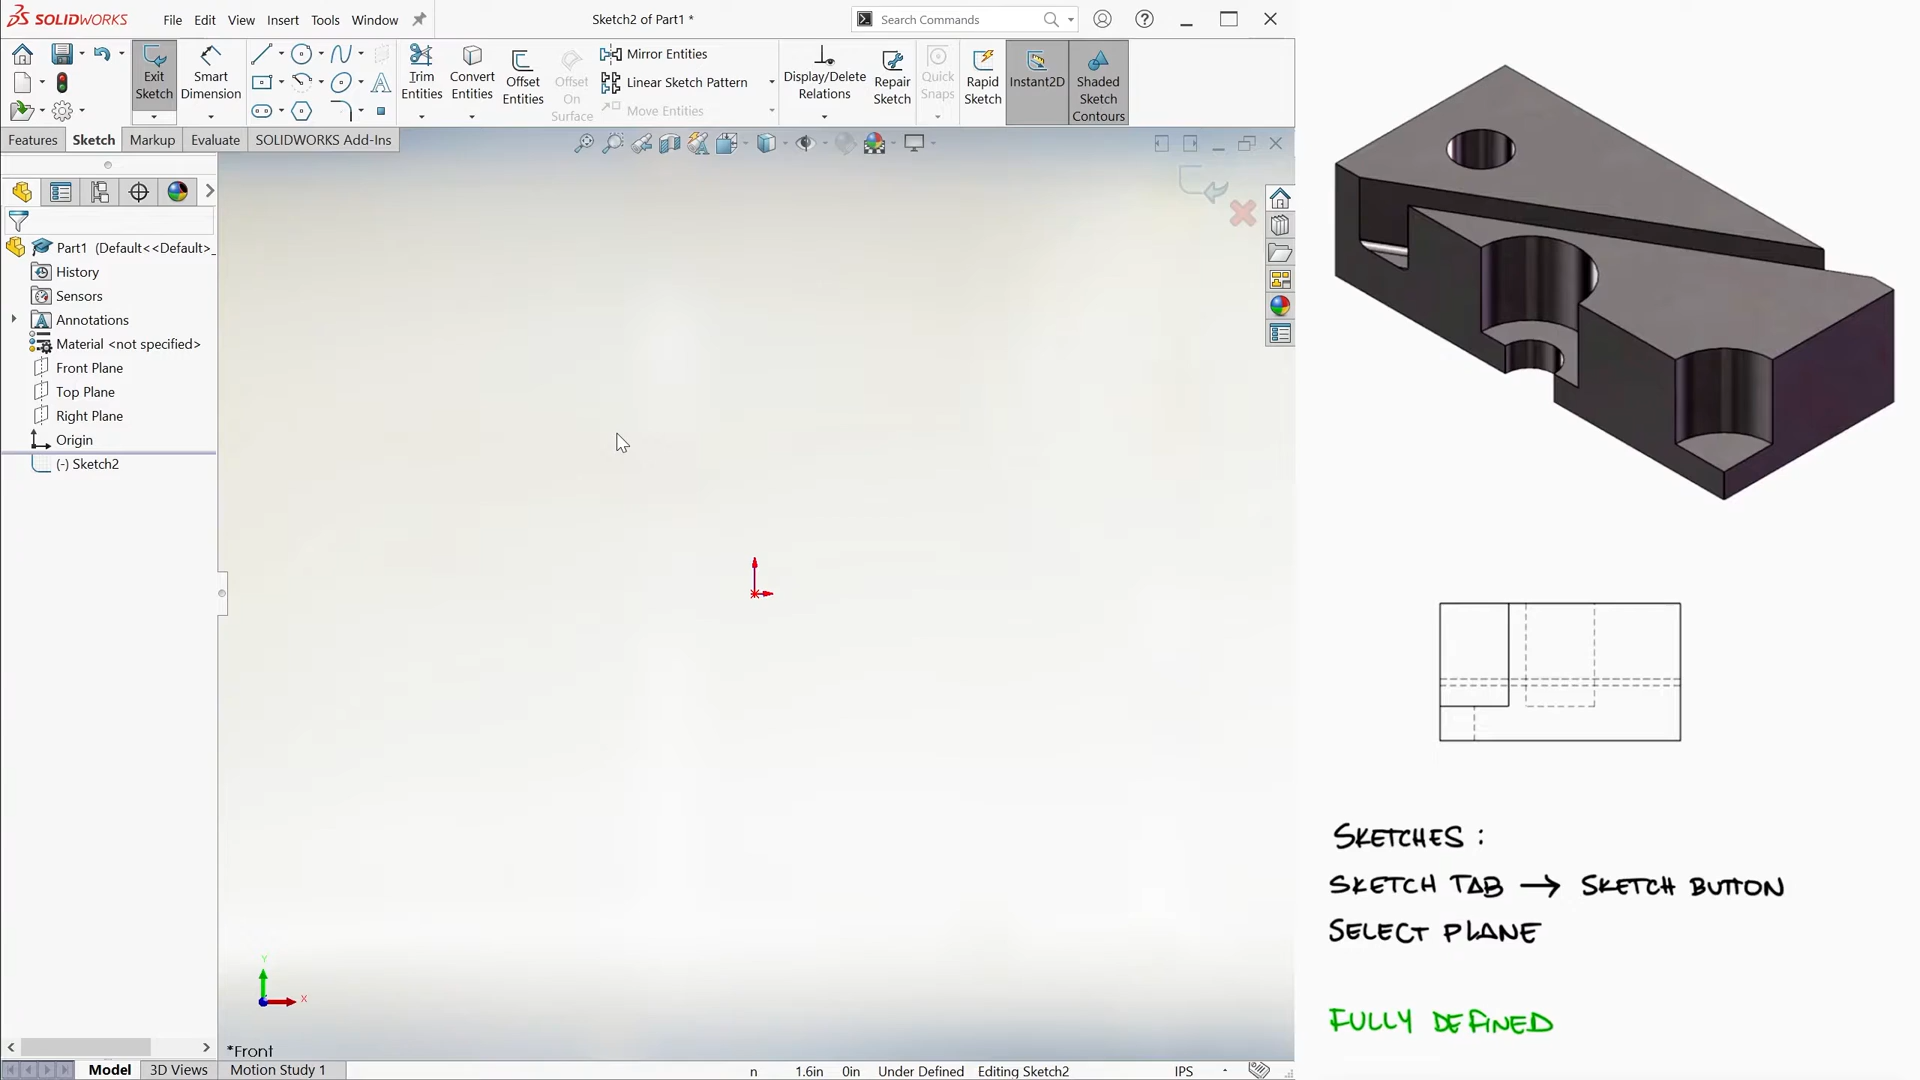 SOLIDWORKS
File Edit View Insert Tools Window
Sketch2 of Part1 *
Search Commands
Exit Sketch
Smart Dimension
Trim Entities
Convert Entities
Offset Entities
Offset On Surface
Mirror Entities
Linear Sketch Pattern
Move Entities
Display/Delete Relations
Repair Sketch
Quick Snaps
Rapid Sketch
Instant2D
Shaded Sketch Contours
Features Sketch Markup Evaluate SOLIDWORKS Add-Ins
Part1 (Default<<Default>_
History
Sensors
Annotations
Material <not specified>
Front Plane
Top Plane
Right Plane
Origin
(-) Sketch2
Y
X
*Front
Model 3D Views Motion Study 1
n 1.6in 0in Under Defined Editing Sketch2 IPS
SKETCHES :
SKETCH TAB → SKETCH BUTTON
SELECT PLANE
FULLY DEFINED